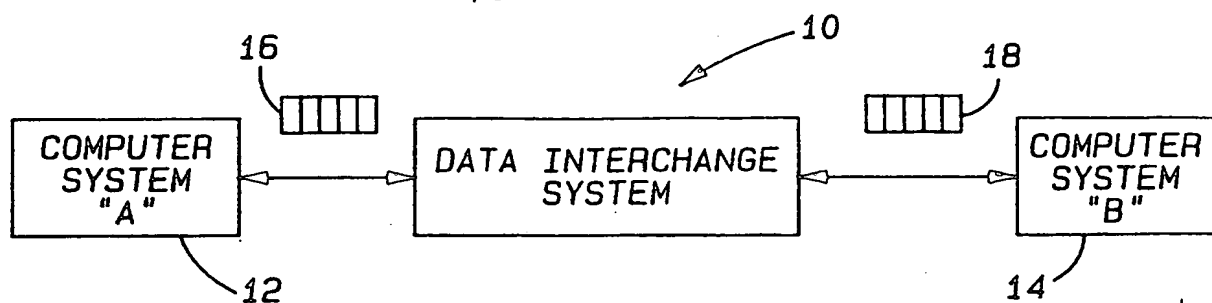 10
16
18
COMPUTER
SYSTEM
"A"
DATA INTERCHANGE
SYSTEM
COMPUTER
SYSTEM
"B"
12
14